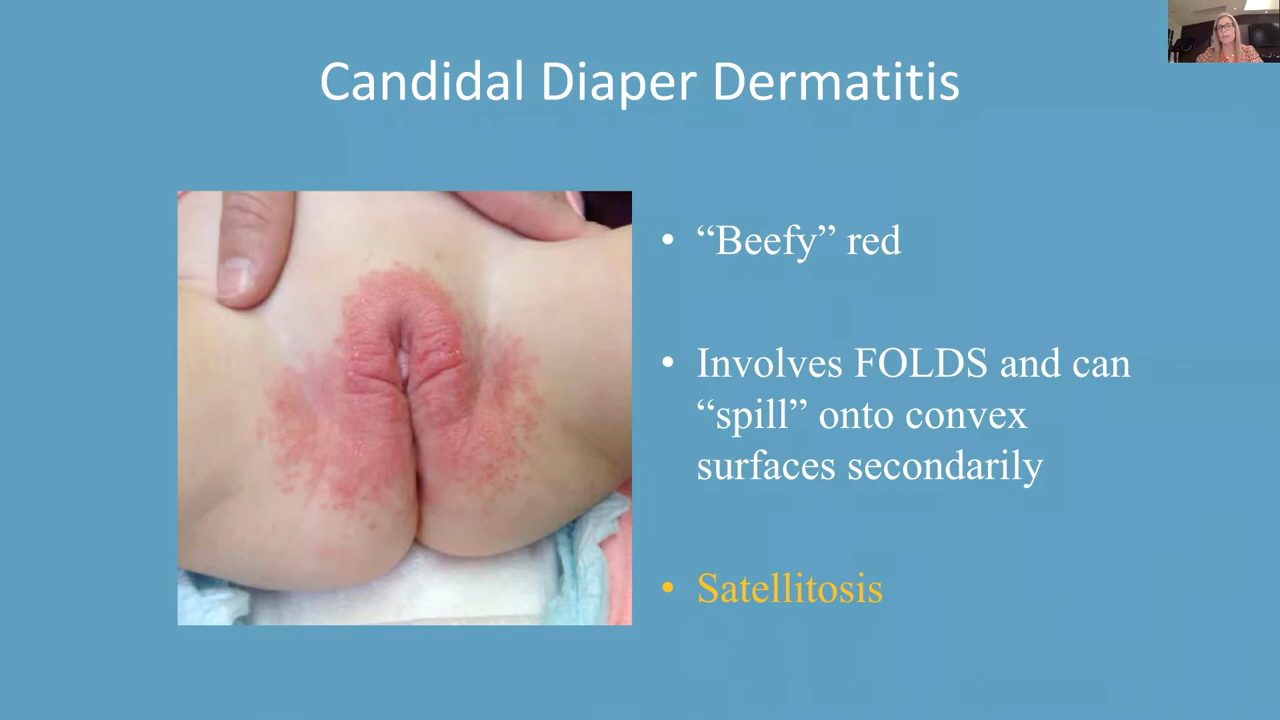 Candidal Diaper Dermatitis
• “Beefy” red
• Involves FOLDS and can
“spill” onto convex
surfaces secondarily
• Satellitosis